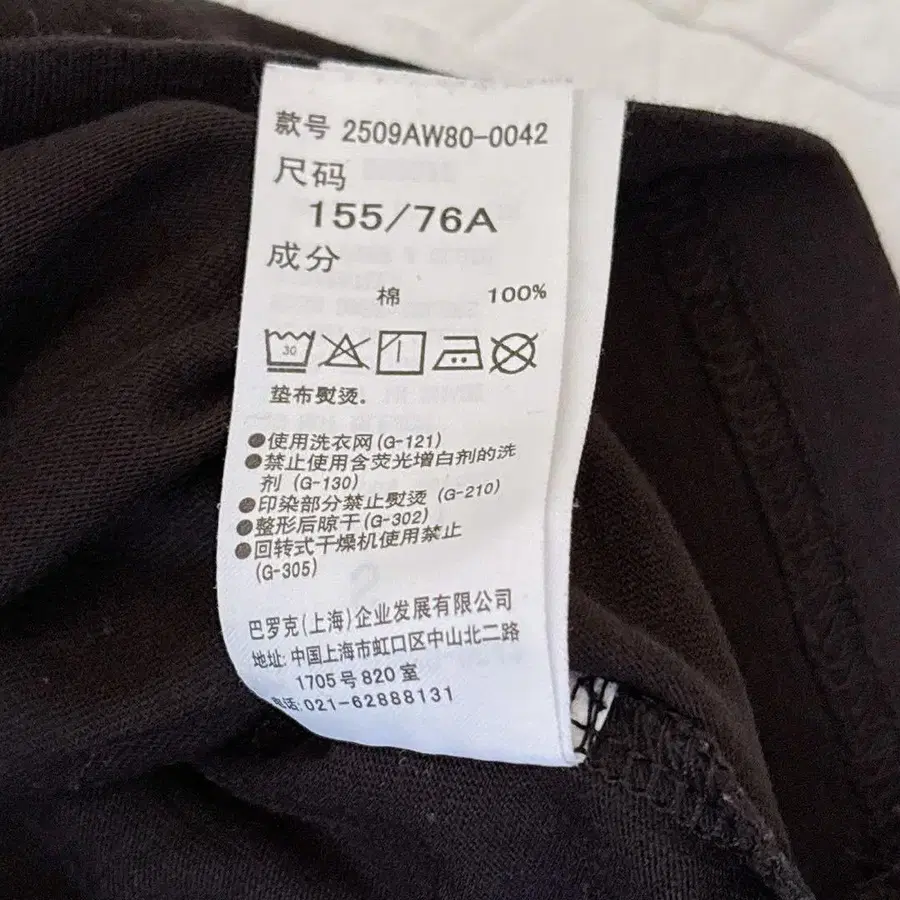 款号 2509AW80-0042
尺码
155/76A
成分
棉 100%
30
垫布熨烫。
●使用洗衣网(G-121)
●禁止使用含荧光增白剂的洗
剂 (G-130)
●印染部分禁止熨烫 (G-210)
●整形后晾干(G-302)
●回转式干燥机使用禁止
(G-305)
巴罗克(上海)企业发展有限公司
地址: 中国上海市虹口区中山北二路
1705号820室
电话:021-62888131